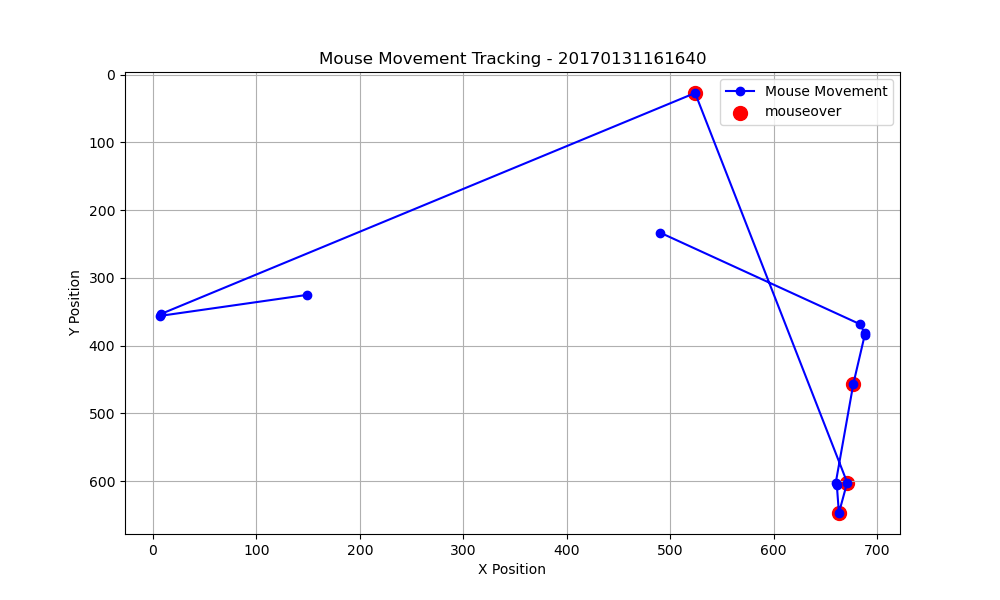 Mouse Movement Tracking - 20170131161640
Mouse Movement
mouseover
0
100
200
300
400
500
600
Y Position
0 100 200 300 400 500 600 700
X Position